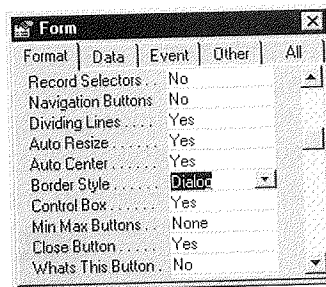 Form
Format Data Event Other All
Record Selectors . . No
Navigation Buttons No
Dividing Lines . . . . . Yes
Auto Resize . . . . . . Yes
Auto Center . . . . . . Yes
Border Style . . . . . . Dialog
Control Box . . . . . . Yes
Min Max Buttons . . None
Close Button . . . . . Yes
Whats This Button . No